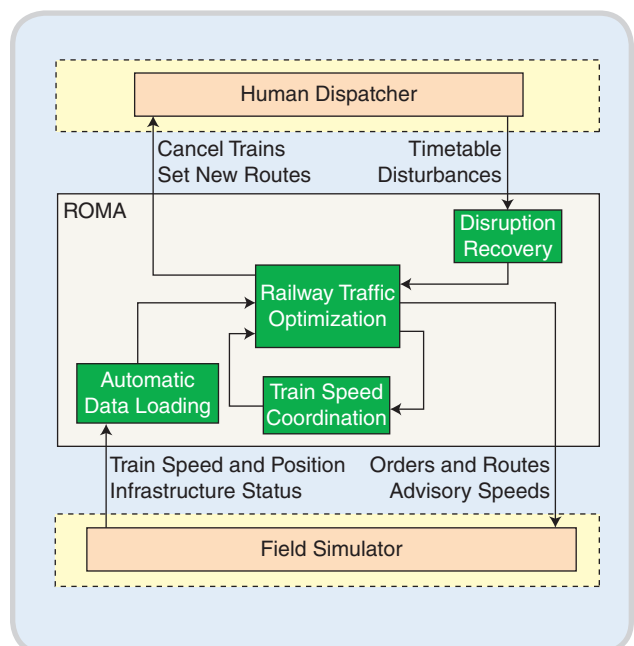 Human Dispatcher
Cancel Trains
Set New Routes
Timetable
Disturbances
ROMA
Disruption
Recovery
Railway Traffic
Optimization
Automatic
Data Loading
Train Speed
Coordination
Train Speed and Position
Infrastructure Status
Orders and Routes
Advisory Speeds
Field Simulator